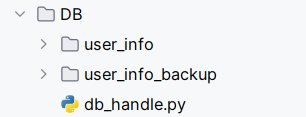 DB
user_info
user_info_backup
db_handle.py